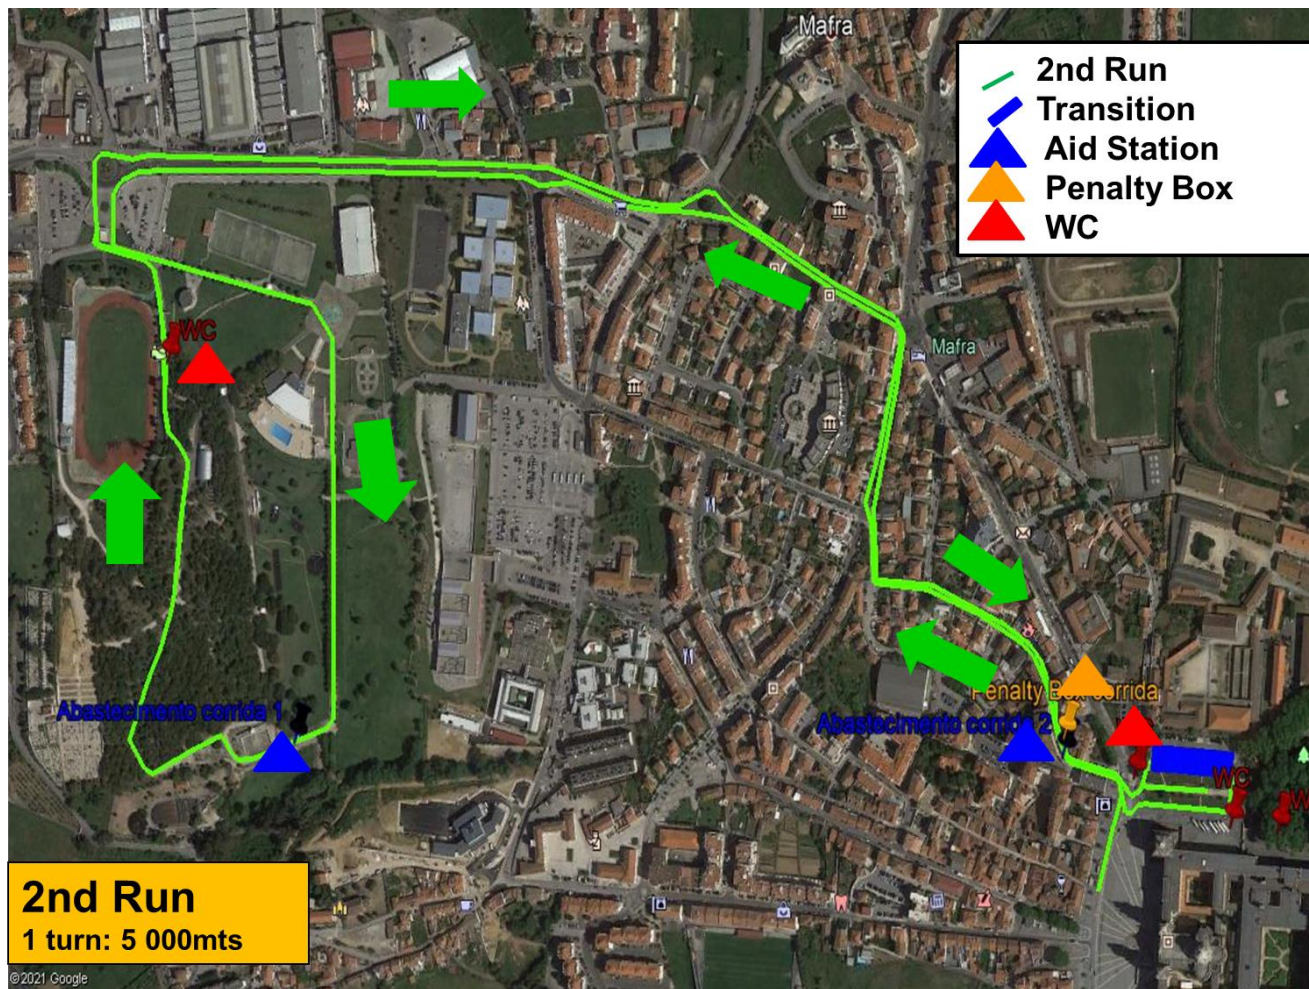 Mafra
2nd Run
Transition
Aid Station
Penalty Box
WC
WC
Mafra
Penalty Box corrida
Abastecimento corrida 1
Abastecimento corrida 2
WC
2nd Run
1 turn: 5 000mts
©2021 Google